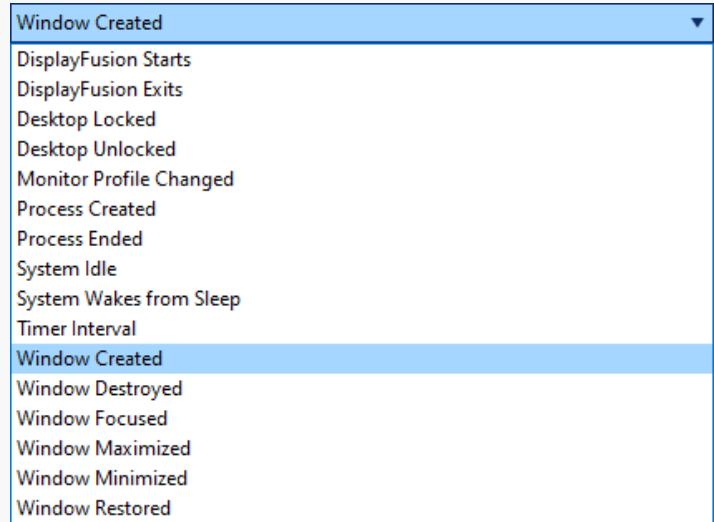 Window Created
DisplayFusion Starts
DisplayFusion Exits
Desktop Locked
Desktop Unlocked
Monitor Profile Changed
Process Created
Process Ended
System Idle
System Wakes from Sleep
Timer Interval
Window Created
Window Destroyed
Window Focused
Window Maximized
Window Minimized
Window Restored